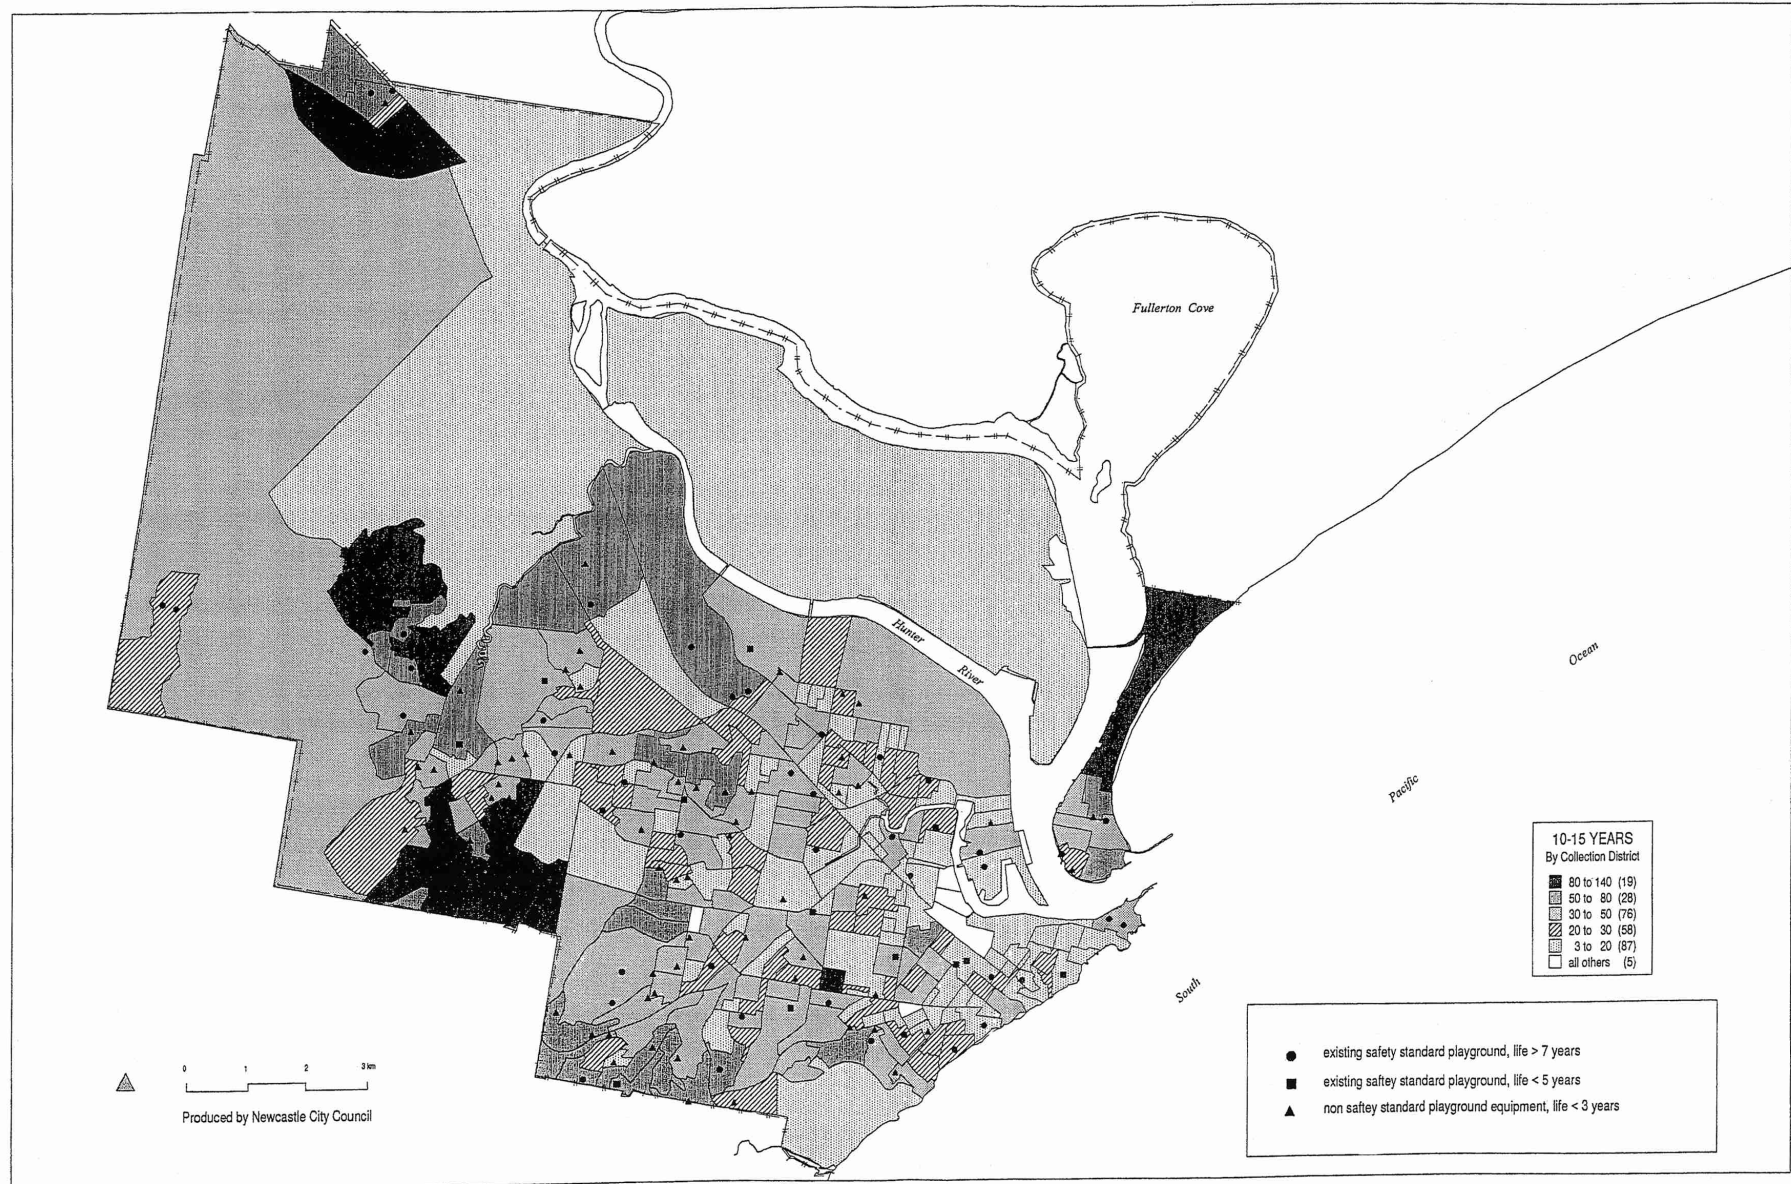 Fullerton Cove
Hunter
River
Ocean
Pacific
South
10-15 YEARS
By Collection District
80 to 140 (19)
50 to 80 (28)
30 to 50 (76)
20 to 30 (58)
3 to 20 (87)
all others (5)
existing safety standard playground, life > 7 years
existing saftey standard playground, life < 5 years
non saftey standard playground equipment, life < 3 years
0 1 2 3 km
Produced by Newcastle City Council